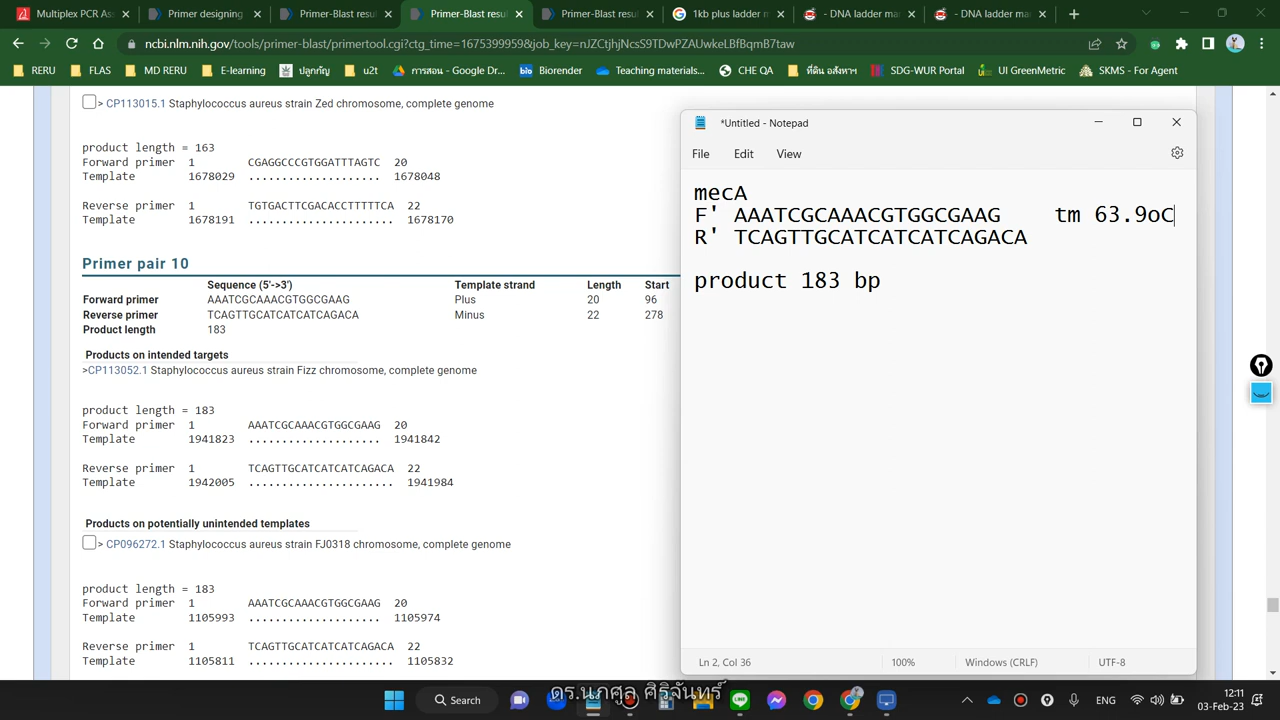 Multiplex PCR As
Primer designing
Primer-Blast resu
Primer-Blast resu
Primer-Blast resu
1kb plus ladder m
- DNA ladder mar
- DNA ladder mar
ncbi.nlm.nih.gov/tools/primer-blast/primertool.cgi?ctg_time=1675399959&job_key=nJZCtjhjNcsS9TDwPZAUwkeLBfBqmB7taw
RERU
FLAS
MD RERU
E-learning
ปลุกกัญ
u2t
การสอน - Google Dr...
Biorender
Teaching materials...
CHE QA
ที่ดิน อสังหาฯ
SDG-WUR Portal
UI GreenMetric
SKMS - For Agent
> CP113015.1 Staphylococcus aureus strain Zed chromosome, complete genome
product length = 163
Forward primer 1 CGAGGCCCGTGGATTTAGTC 20
Template 1678029 .................... 1678048
Reverse primer 1 TGTGACTTCGACACCTTTTTCA 22
Template 1678191 ...................... 1678170
Primer pair 10
Sequence (5'->3') Template strand Length Start
Forward primer AAATCGCAAACGTGGCGAAG Plus 20 96
Reverse primer TCAGTTGCATCATCATCAGACA Minus 22 278
Product length 183
Products on intended targets
>CP113052.1 Staphylococcus aureus strain Fizz chromosome, complete genome
product length = 183
Forward primer 1 AAATCGCAAACGTGGCGAAG 20
Template 1941823 .................... 1941842
Reverse primer 1 TCAGTTGCATCATCATCAGACA 22
Template 1942005 ...................... 1941984
Products on potentially unintended templates
> CP096272.1 Staphylococcus aureus strain FJ0318 chromosome, complete genome
product length = 183
Forward primer 1 AAATCGCAAACGTGGCGAAG 20
Template 1105993 .................... 1105974
Reverse primer 1 TCAGTTGCATCATCATCAGACA 22
Template 1105811 ...................... 1105832
*Untitled - Notepad
File Edit View
mecA
F' AAATCGCAAACGTGGCGAAG tm 63.9oC
R' TCAGTTGCATCATCATCAGACA
product 183 bp
Ln 2, Col 36 100% Windows (CRLF) UTF-8
Search
ดร.นภศูล ศิริจันทร์
ENG
12:11
03-Feb-23